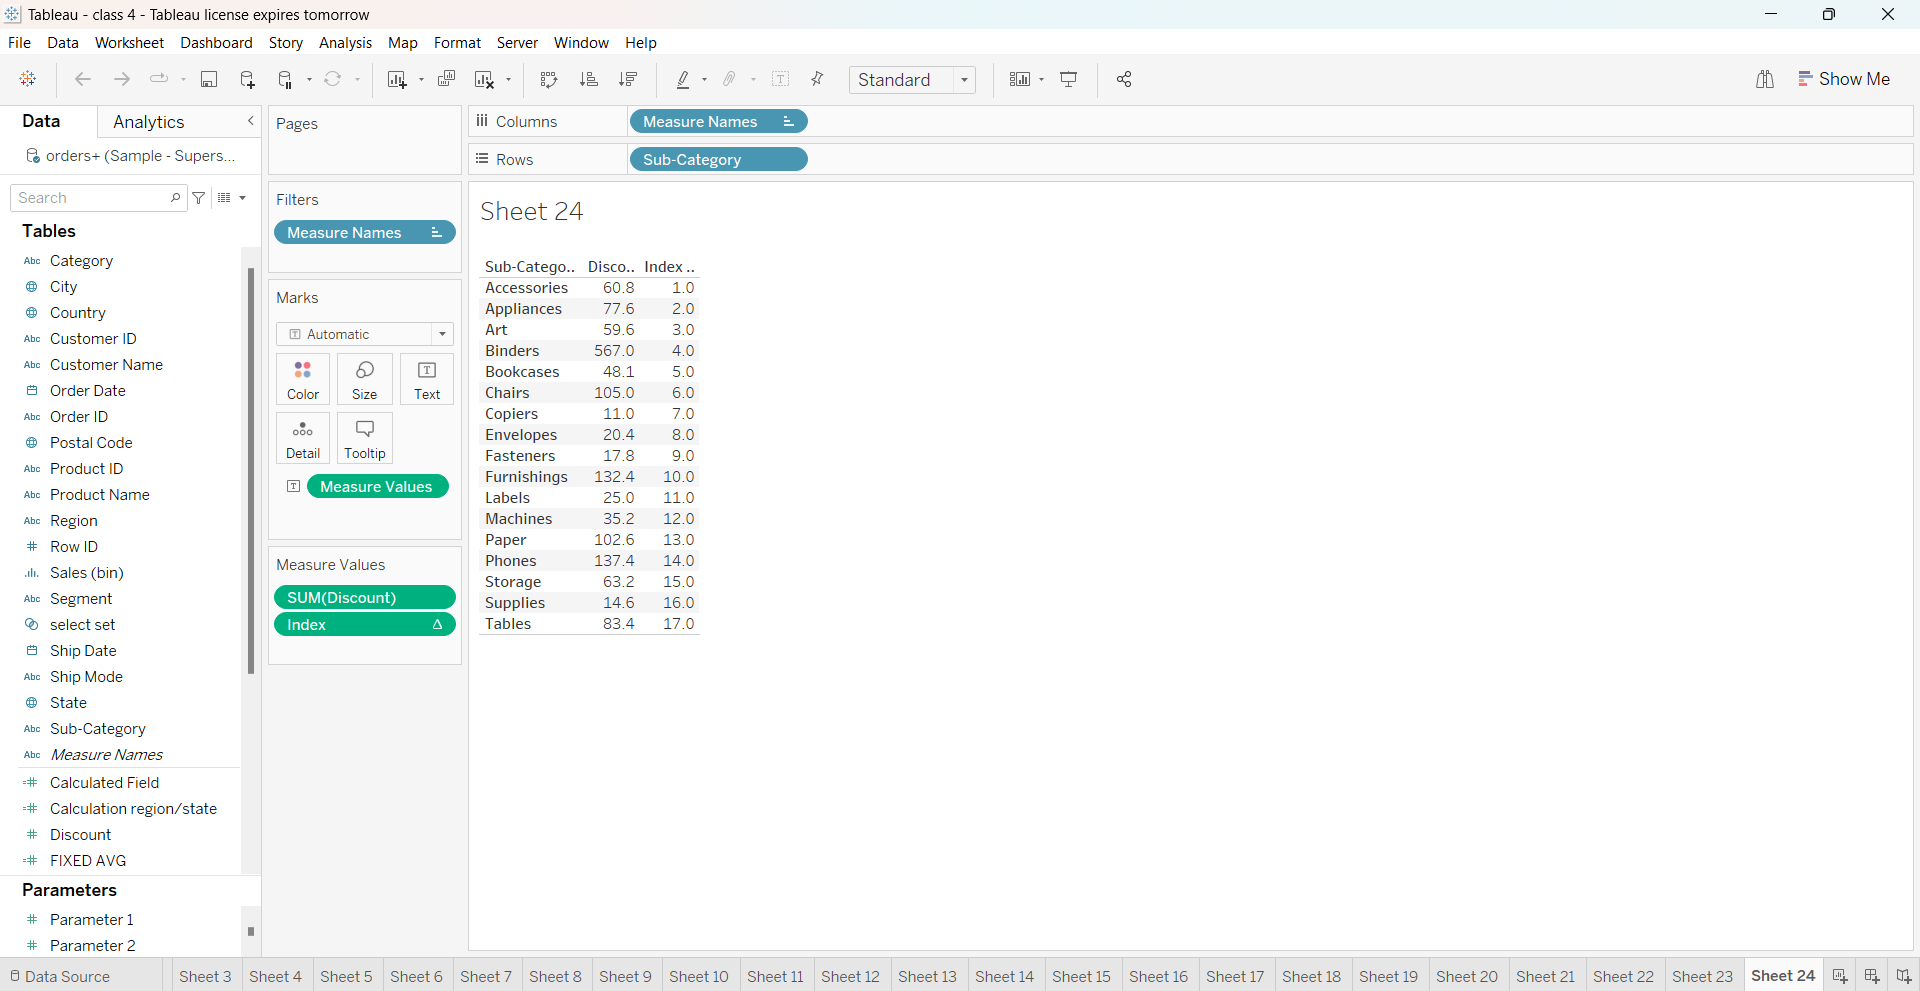 Tableau - class 4 - Tableau license expires tomorrow
File Data Worksheet Dashboard Story Analysis Map Format Server Window Help
Standard
Show Me
Data Analytics
orders+ (Sample - Supers...
Search
Tables
Abc Category
City
Country
Abc Customer ID
Abc Customer Name
Order Date
Abc Order ID
Postal Code
Abc Product ID
Abc Product Name
Abc Region
# Row ID
Sales (bin)
Abc Segment
select set
Ship Date
Abc Ship Mode
State
Abc Sub-Category
Abc Measure Names
=# Calculated Field
=# Calculation region/state
# Discount
=# FIXED AVG
Parameters
# Parameter 1
# Parameter 2
Pages
Filters
Measure Names
Marks
T Automatic
Color Size T Text
Detail Tooltip
T Measure Values
Measure Values
SUM(Discount)
Index Δ
Columns Measure Names
Rows Sub-Category
Sheet 24
Sub-Catego.. Disco.. Index ..
Accessories 60.8 1.0
Appliances 77.6 2.0
Art 59.6 3.0
Binders 567.0 4.0
Bookcases 48.1 5.0
Chairs 105.0 6.0
Copiers 11.0 7.0
Envelopes 20.4 8.0
Fasteners 17.8 9.0
Furnishings 132.4 10.0
Labels 25.0 11.0
Machines 35.2 12.0
Paper 102.6 13.0
Phones 137.4 14.0
Storage 63.2 15.0
Supplies 14.6 16.0
Tables 83.4 17.0
Data Source Sheet 3 Sheet 4 Sheet 5 Sheet 6 Sheet 7 Sheet 8 Sheet 9 Sheet 10 Sheet 11 Sheet 12 Sheet 13 Sheet 14 Sheet 15 Sheet 16 Sheet 17 Sheet 18 Sheet 19 Sheet 20 Sheet 21 Sheet 22 Sheet 23 Sheet 24